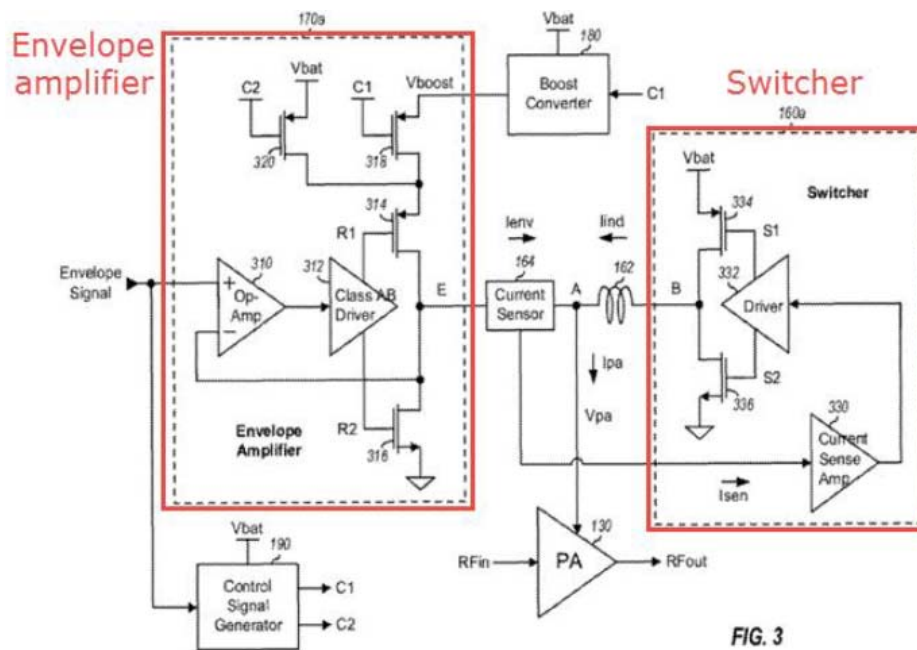 Envelope
amplifier
170a
Vbat
C2
C1
Vboost
320
318
314
R1
Envelope
Signal
+
310
Op-
Amp
−
312
Class AB
Driver
E
R2
316
Envelope
Amplifier
Vbat
180
Boost
Converter
C1
Switcher
160a
Vbat
Switcher
334
S1
332
Driver
S2
336
330
Current
Sense
Amp
Isen
Ienv
Iind
164
162
Current
Sensor
A
B
Ipa
Vpa
130
RFin
PA
RFout
Vbat
190
Control
Signal
Generator
C1
C2
FIG. 3